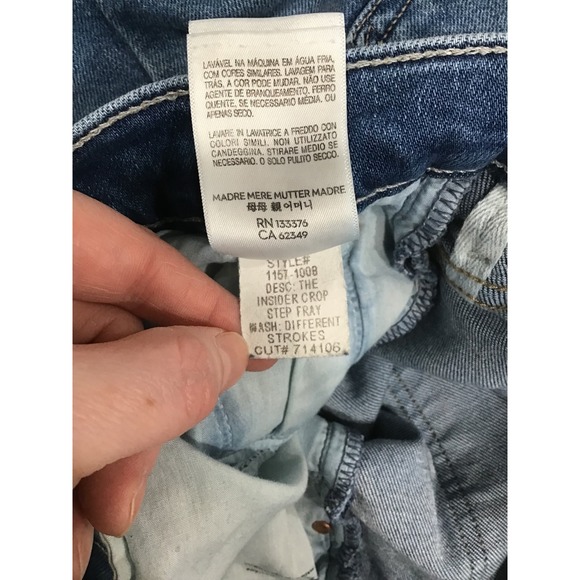 LAVÁVEL NA MÁQUINA EM ÁGUA FRIA,
COM CORES SIMILARES. LAVAGEM PARA
TRÁS, A COR PODE MUDAR. NÃO USE
AGENTE DE BRANQUEAMENTO. FERRO
QUENTE, SE NECESSARIO MÉDIA. OU
APENAS SECO.
LAVARE IN LAVATRICE A FREDDO CON
COLORI SIMILI. NON UTILIZZATO
CANDEGGINA. STIRARE MEDIO SE
NECESSARIO. O SOLO PULITO SECCO.
MADRE MERE MUTTER MADRE
母母 親 어머니
RN 133376
CA 62349
STYLE#
1157-1008
DESC: THE
INSIDER CROP
STEP FRAY
WASH: DIFFERENT
STROKES
CUT# 714106